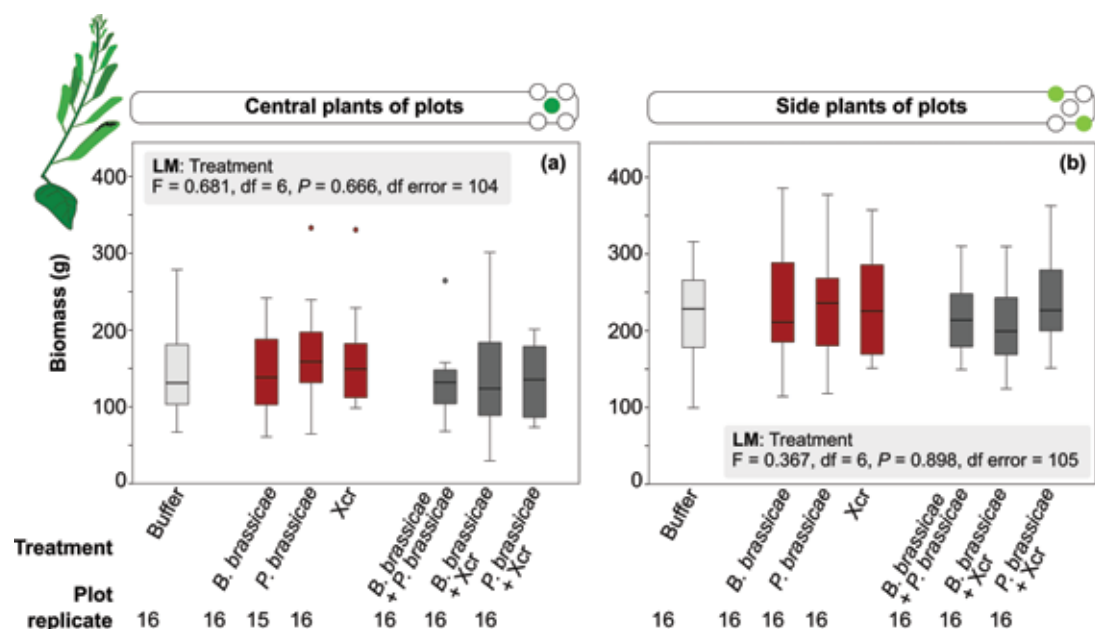 Central plants of plots
Side plants of plots
Biomass (g)
400
300
200
100
0
(a)
LM: Treatment
F = 0.681, df = 6, P = 0.666, df error = 104
400
300
200
100
0
(b)
LM: Treatment
F = 0.367, df = 6, P = 0.898, df error = 105
Treatment
Buffer
B. brassicae
P. brassicae
Xcr
B. brassicae
+ P. brassicae
B. brassicae
+ Xcr
P. brassicae
+ Xcr
Buffer
B. brassicae
P. brassicae
Xcr
B. brassicae
+ P. brassicae
B. brassicae
+ Xcr
P. brassicae
+ Xcr
Plot
replicate
16 16 15 16 16 16 16
16 16 16 16 16 16 16